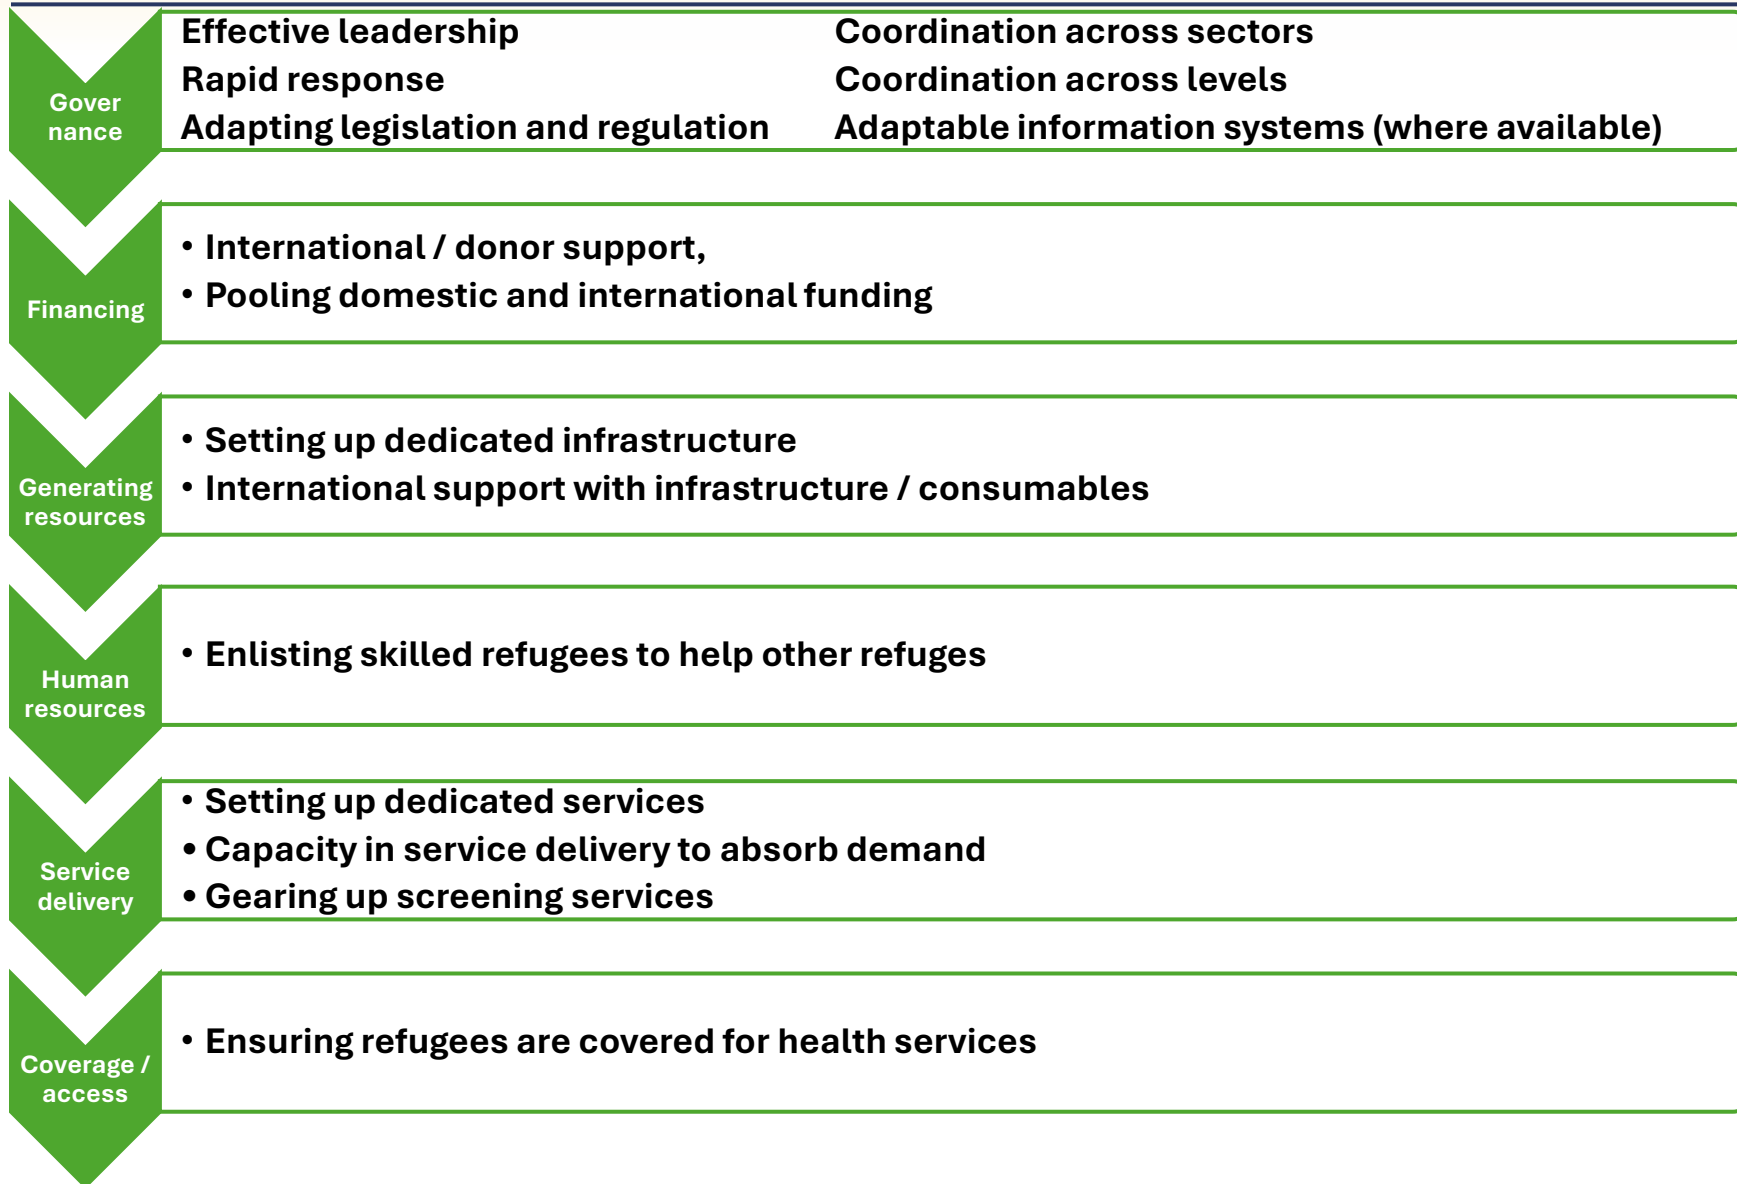 Gover
nance
Effective leadership
Rapid response
Adapting legislation and regulation
Coordination across sectors
Coordination across levels
Adaptable information systems (where available)
Financing
• International / donor support,
• Pooling domestic and international funding
Generating
resources
• Setting up dedicated infrastructure
• International support with infrastructure / consumables
Human
resources
• Enlisting skilled refugees to help other refuges
Service
delivery
• Setting up dedicated services
• Capacity in service delivery to absorb demand
• Gearing up screening services
Coverage /
access
• Ensuring refugees are covered for health services